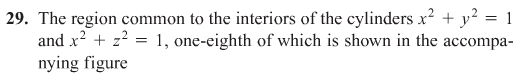 29. The region common to the interiors of the cylinders x² + y² = 1
and x² + z² = 1, one-eighth of which is shown in the accompa-
nying figure